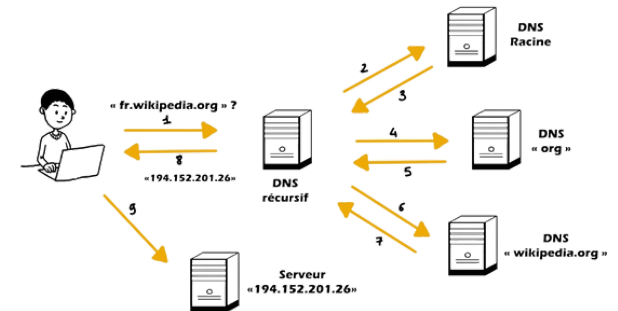 DNS
Racine
2
3
« fr.wikipedia.org » ?
1
8
«194.152.201.26»
DNS
récursif
4
5
DNS
« org »
6
7
DNS
« wikipedia.org »
9
Serveur
«194.152.201.26»